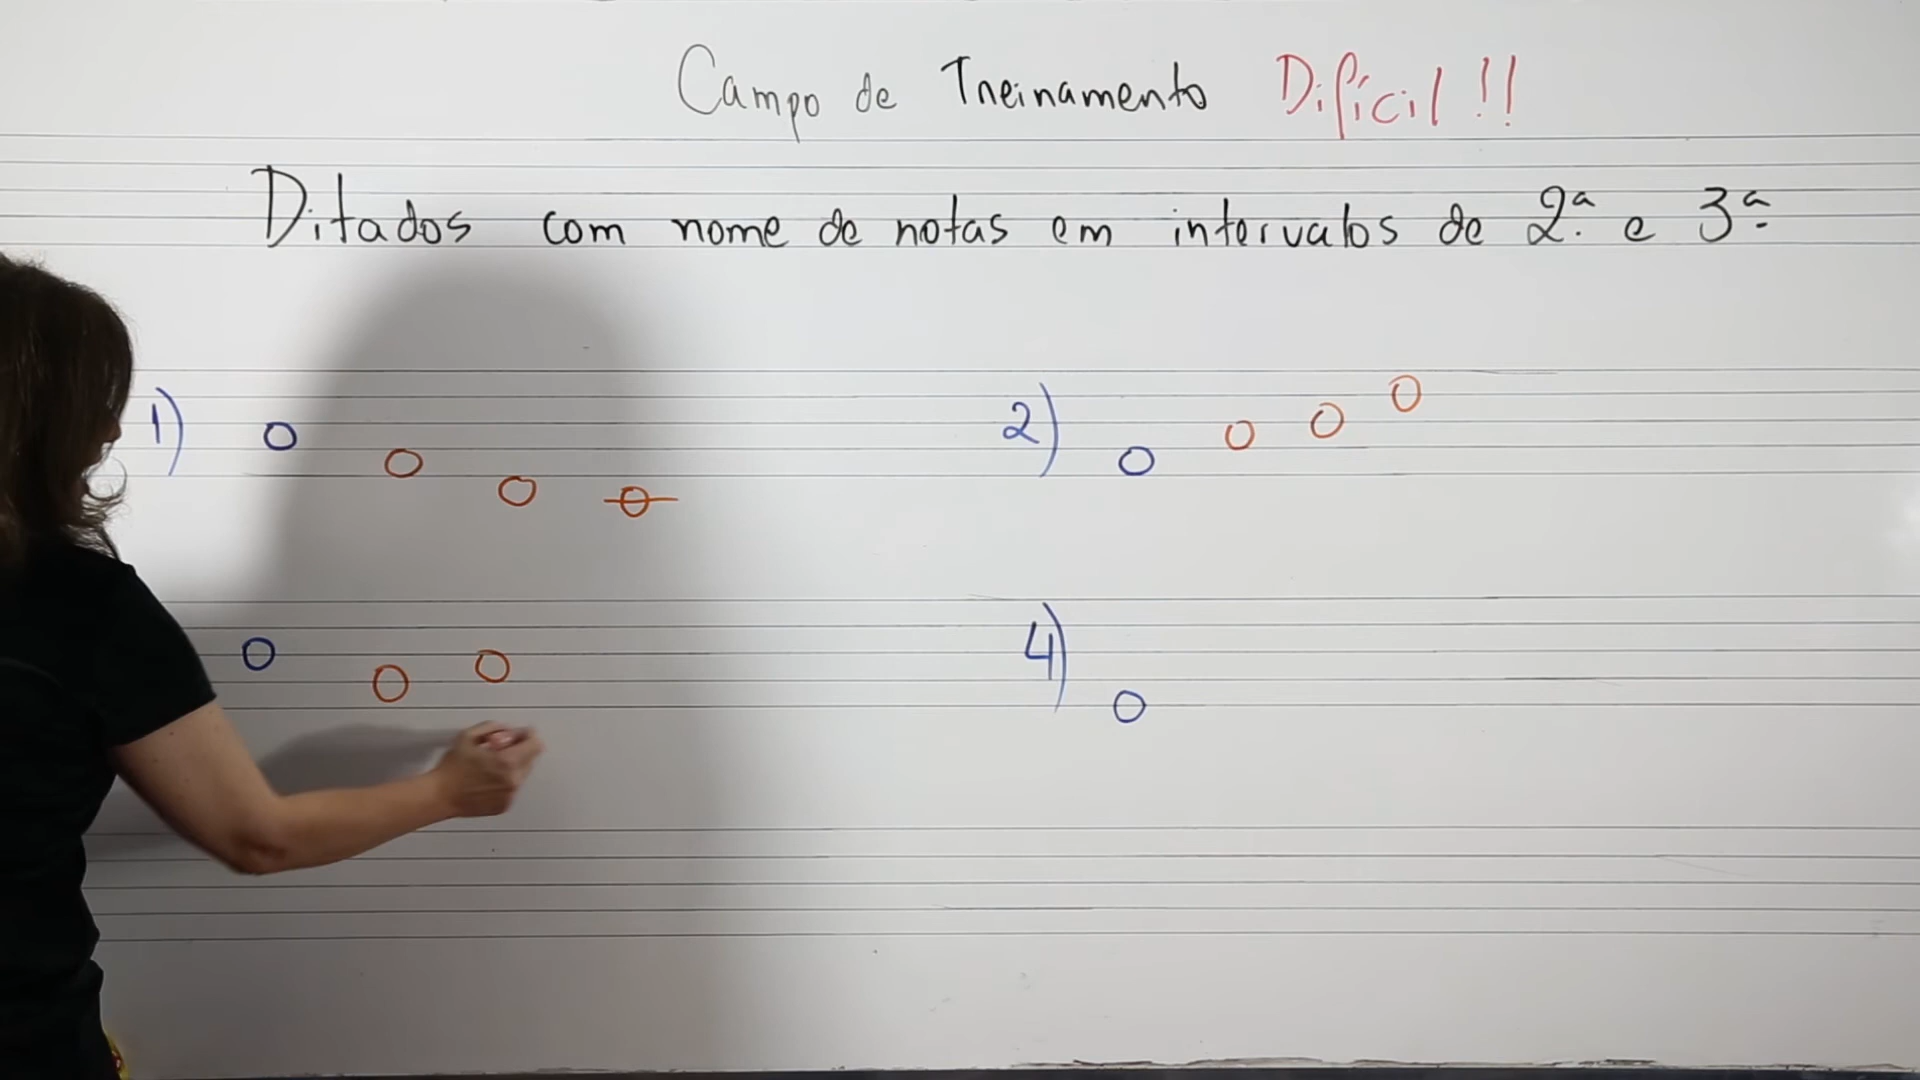 Campo de Treinamento Difícil!!
Ditados com nome de notas em intervalos de 2ª. e 3ª.
1)
2)
4)